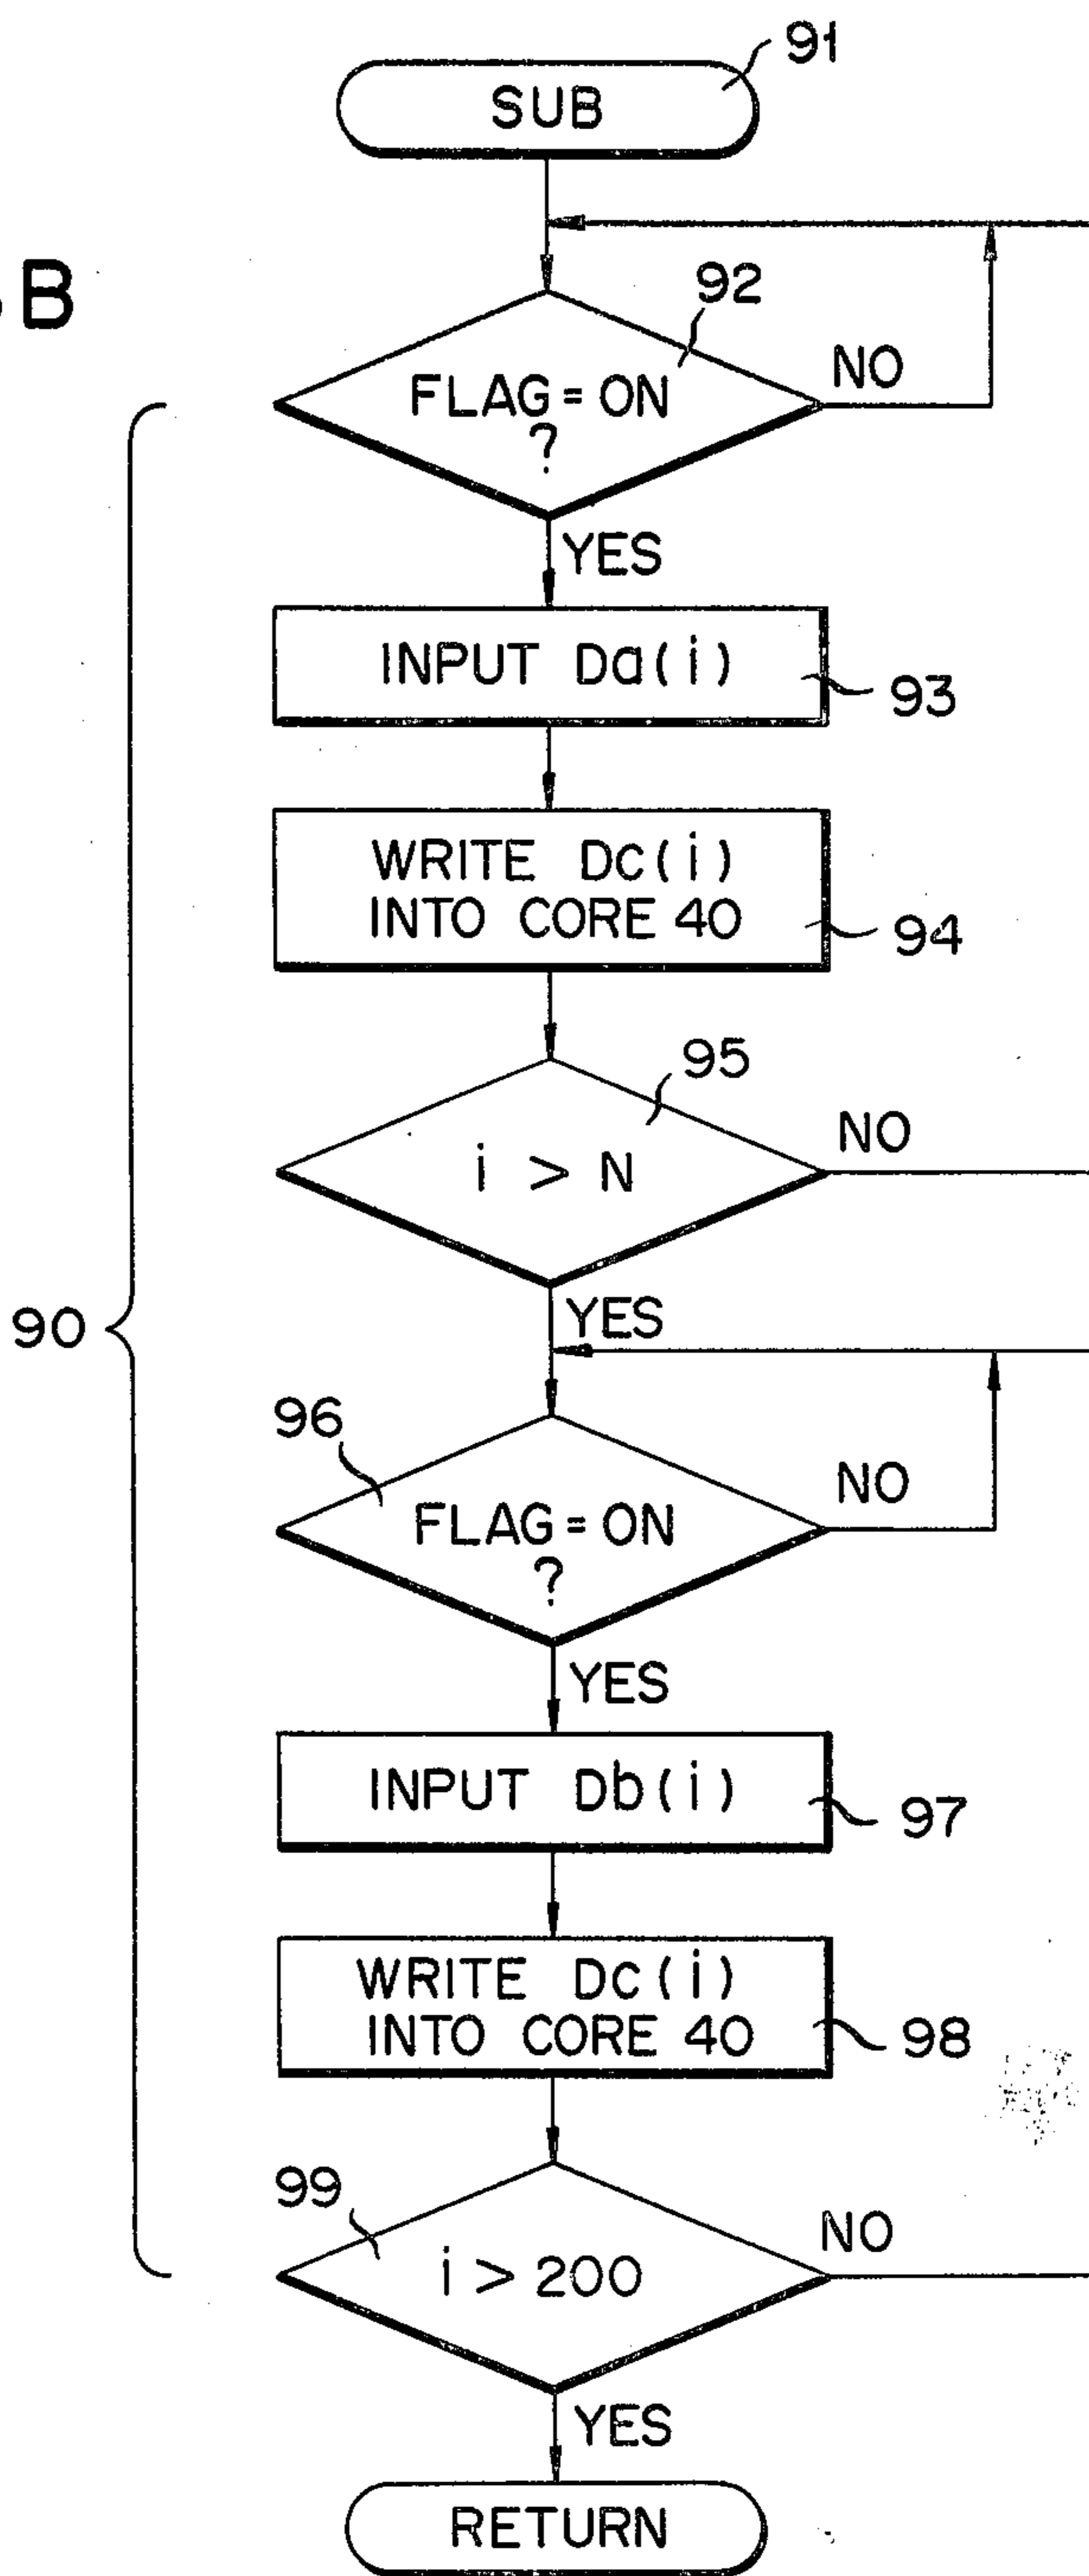 91
SUB
B
92
FLAG = ON
?
NO
YES
INPUT Da(i)
93
WRITE Dc(i)
INTO CORE 40
94
95
i > N
NO
90
YES
96
FLAG = ON
?
NO
YES
INPUT Db(i)
97
WRITE Dc(i)
INTO CORE 40
98
99
i > 200
NO
YES
RETURN